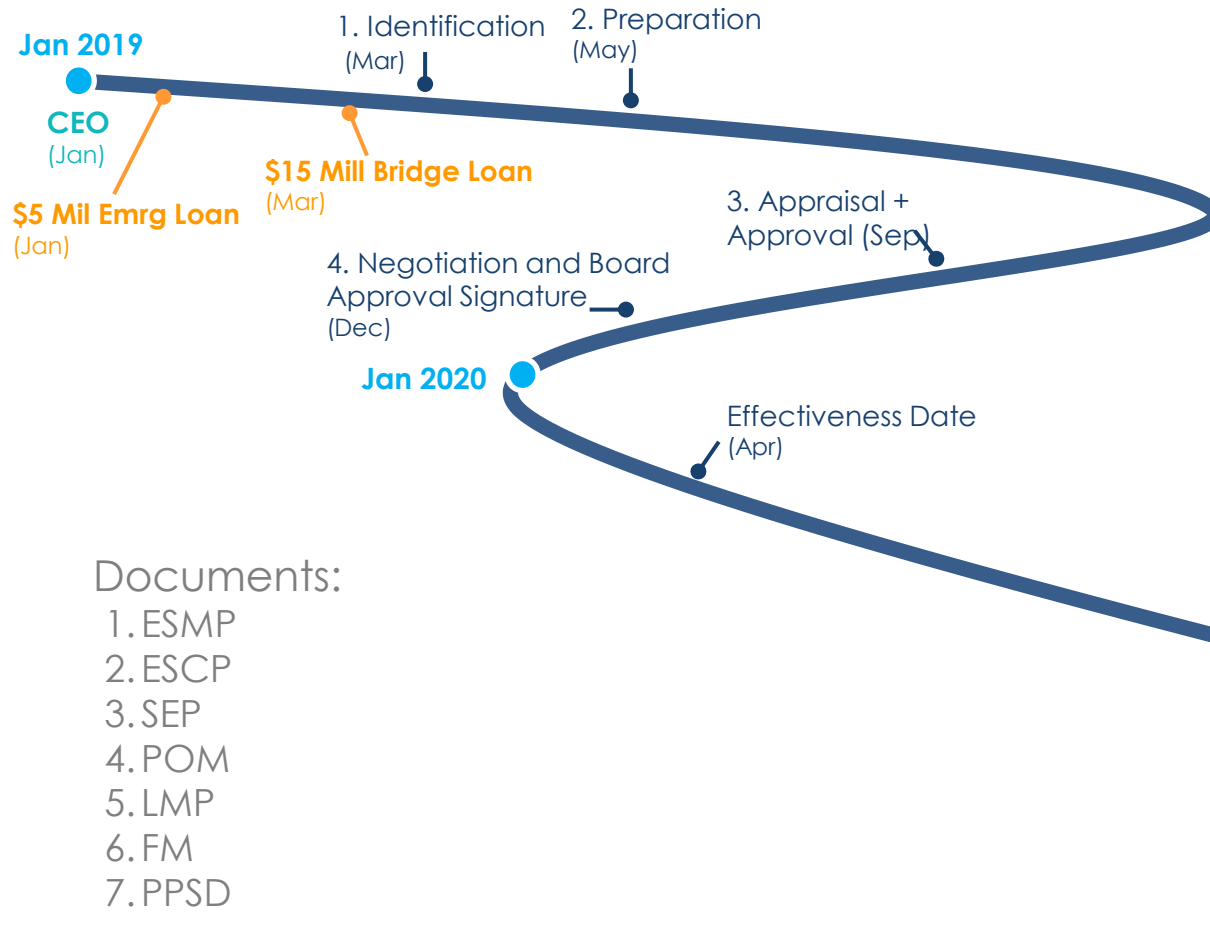 Jan 2019
CEO
(Jan)
$5 Mil Emrg Loan
(Jan)
$15 Mill Bridge Loan
(Mar)
1. Identification
(Mar)
2. Preparation
(May)
3. Appraisal +
Approval (Sep)
4. Negotiation and Board
Approval Signature
(Dec)
Jan 2020
Effectiveness Date
(Apr)
Documents:
1. ESMP
2. ESCP
3. SEP
4. POM
5. LMP
6. FM
7. PPSD